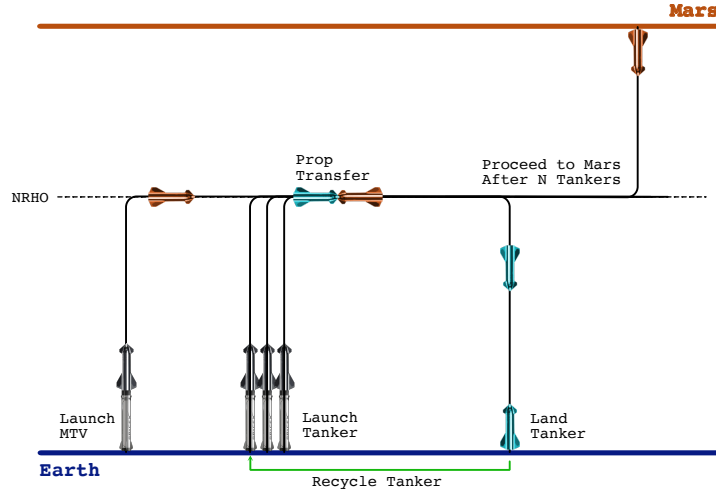 Mars
Prop
Transfer
Proceed to Mars
After N Tankers
NRHO
Launch
MTV
Launch
Tanker
Land
Tanker
Earth
Recycle Tanker